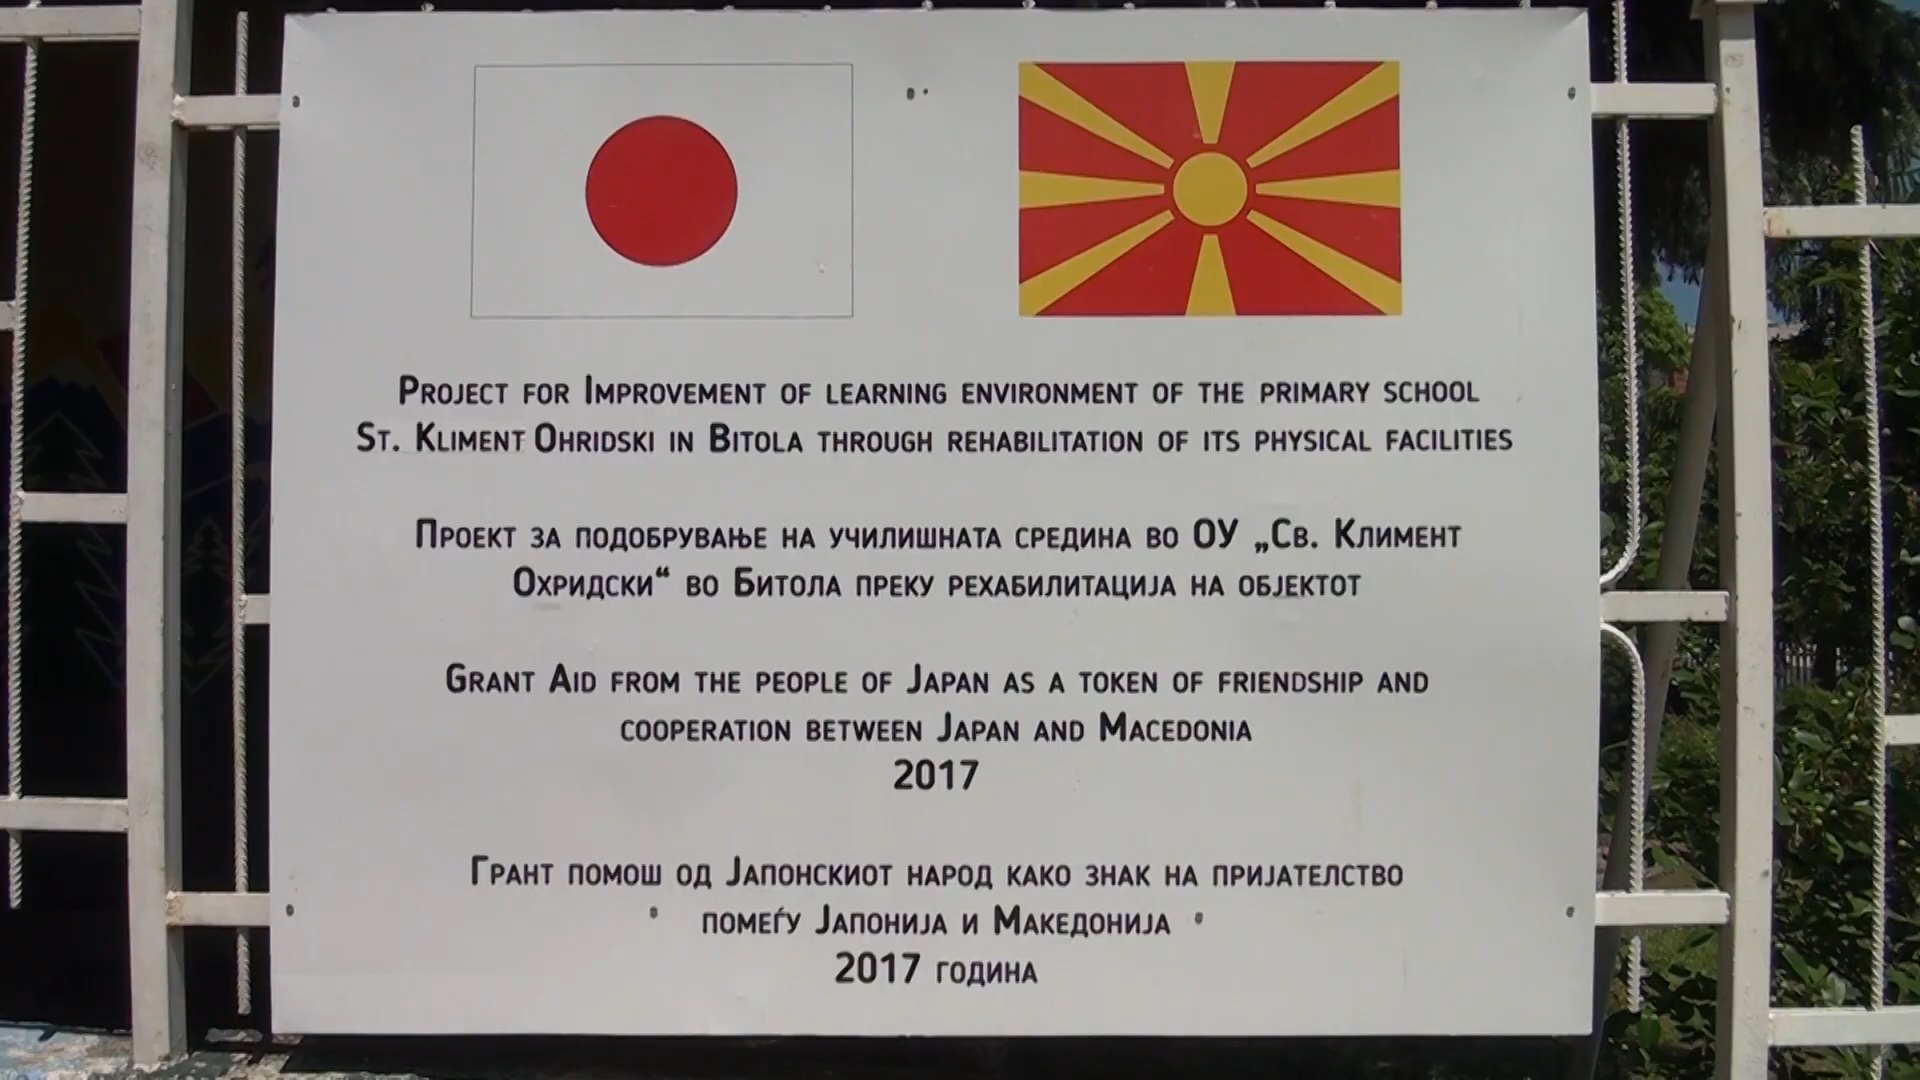 Project for Improvement of learning environment of the primary school
St. Kliment Ohridski in Bitola through rehabilitation of its physical facilities
Проект за подобрување на училишната средина во ОУ „Св. Климент
Охридски“ во Битола преку рехабилитација на објектот
Grant Aid from the people of Japan as a token of friendship and
cooperation between Japan and Macedonia
2017
Грант помош од Јапонскиот народ како знак на пријателство
помеѓу Јапонија и Македонија
2017 година